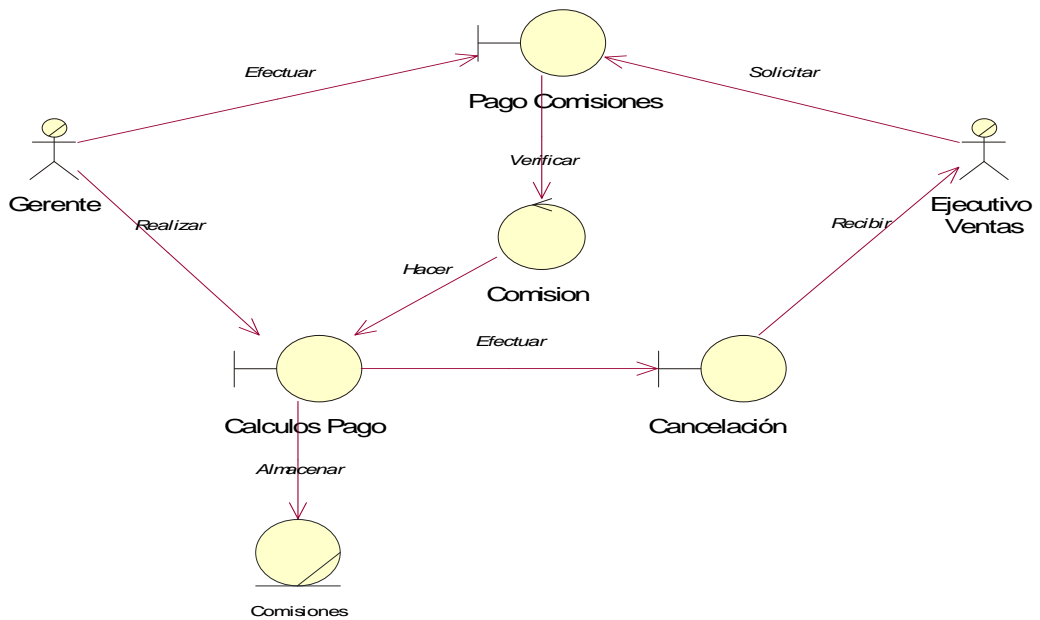 Efectuar
Solicitar
Pago Comisiones
Verificar
Gerente
Ejecutivo
Ventas
Realizar
Recibir
Hacer
Comision
Efectuar
Calculos Pago
Cancelación
Almacenar
Comisiones